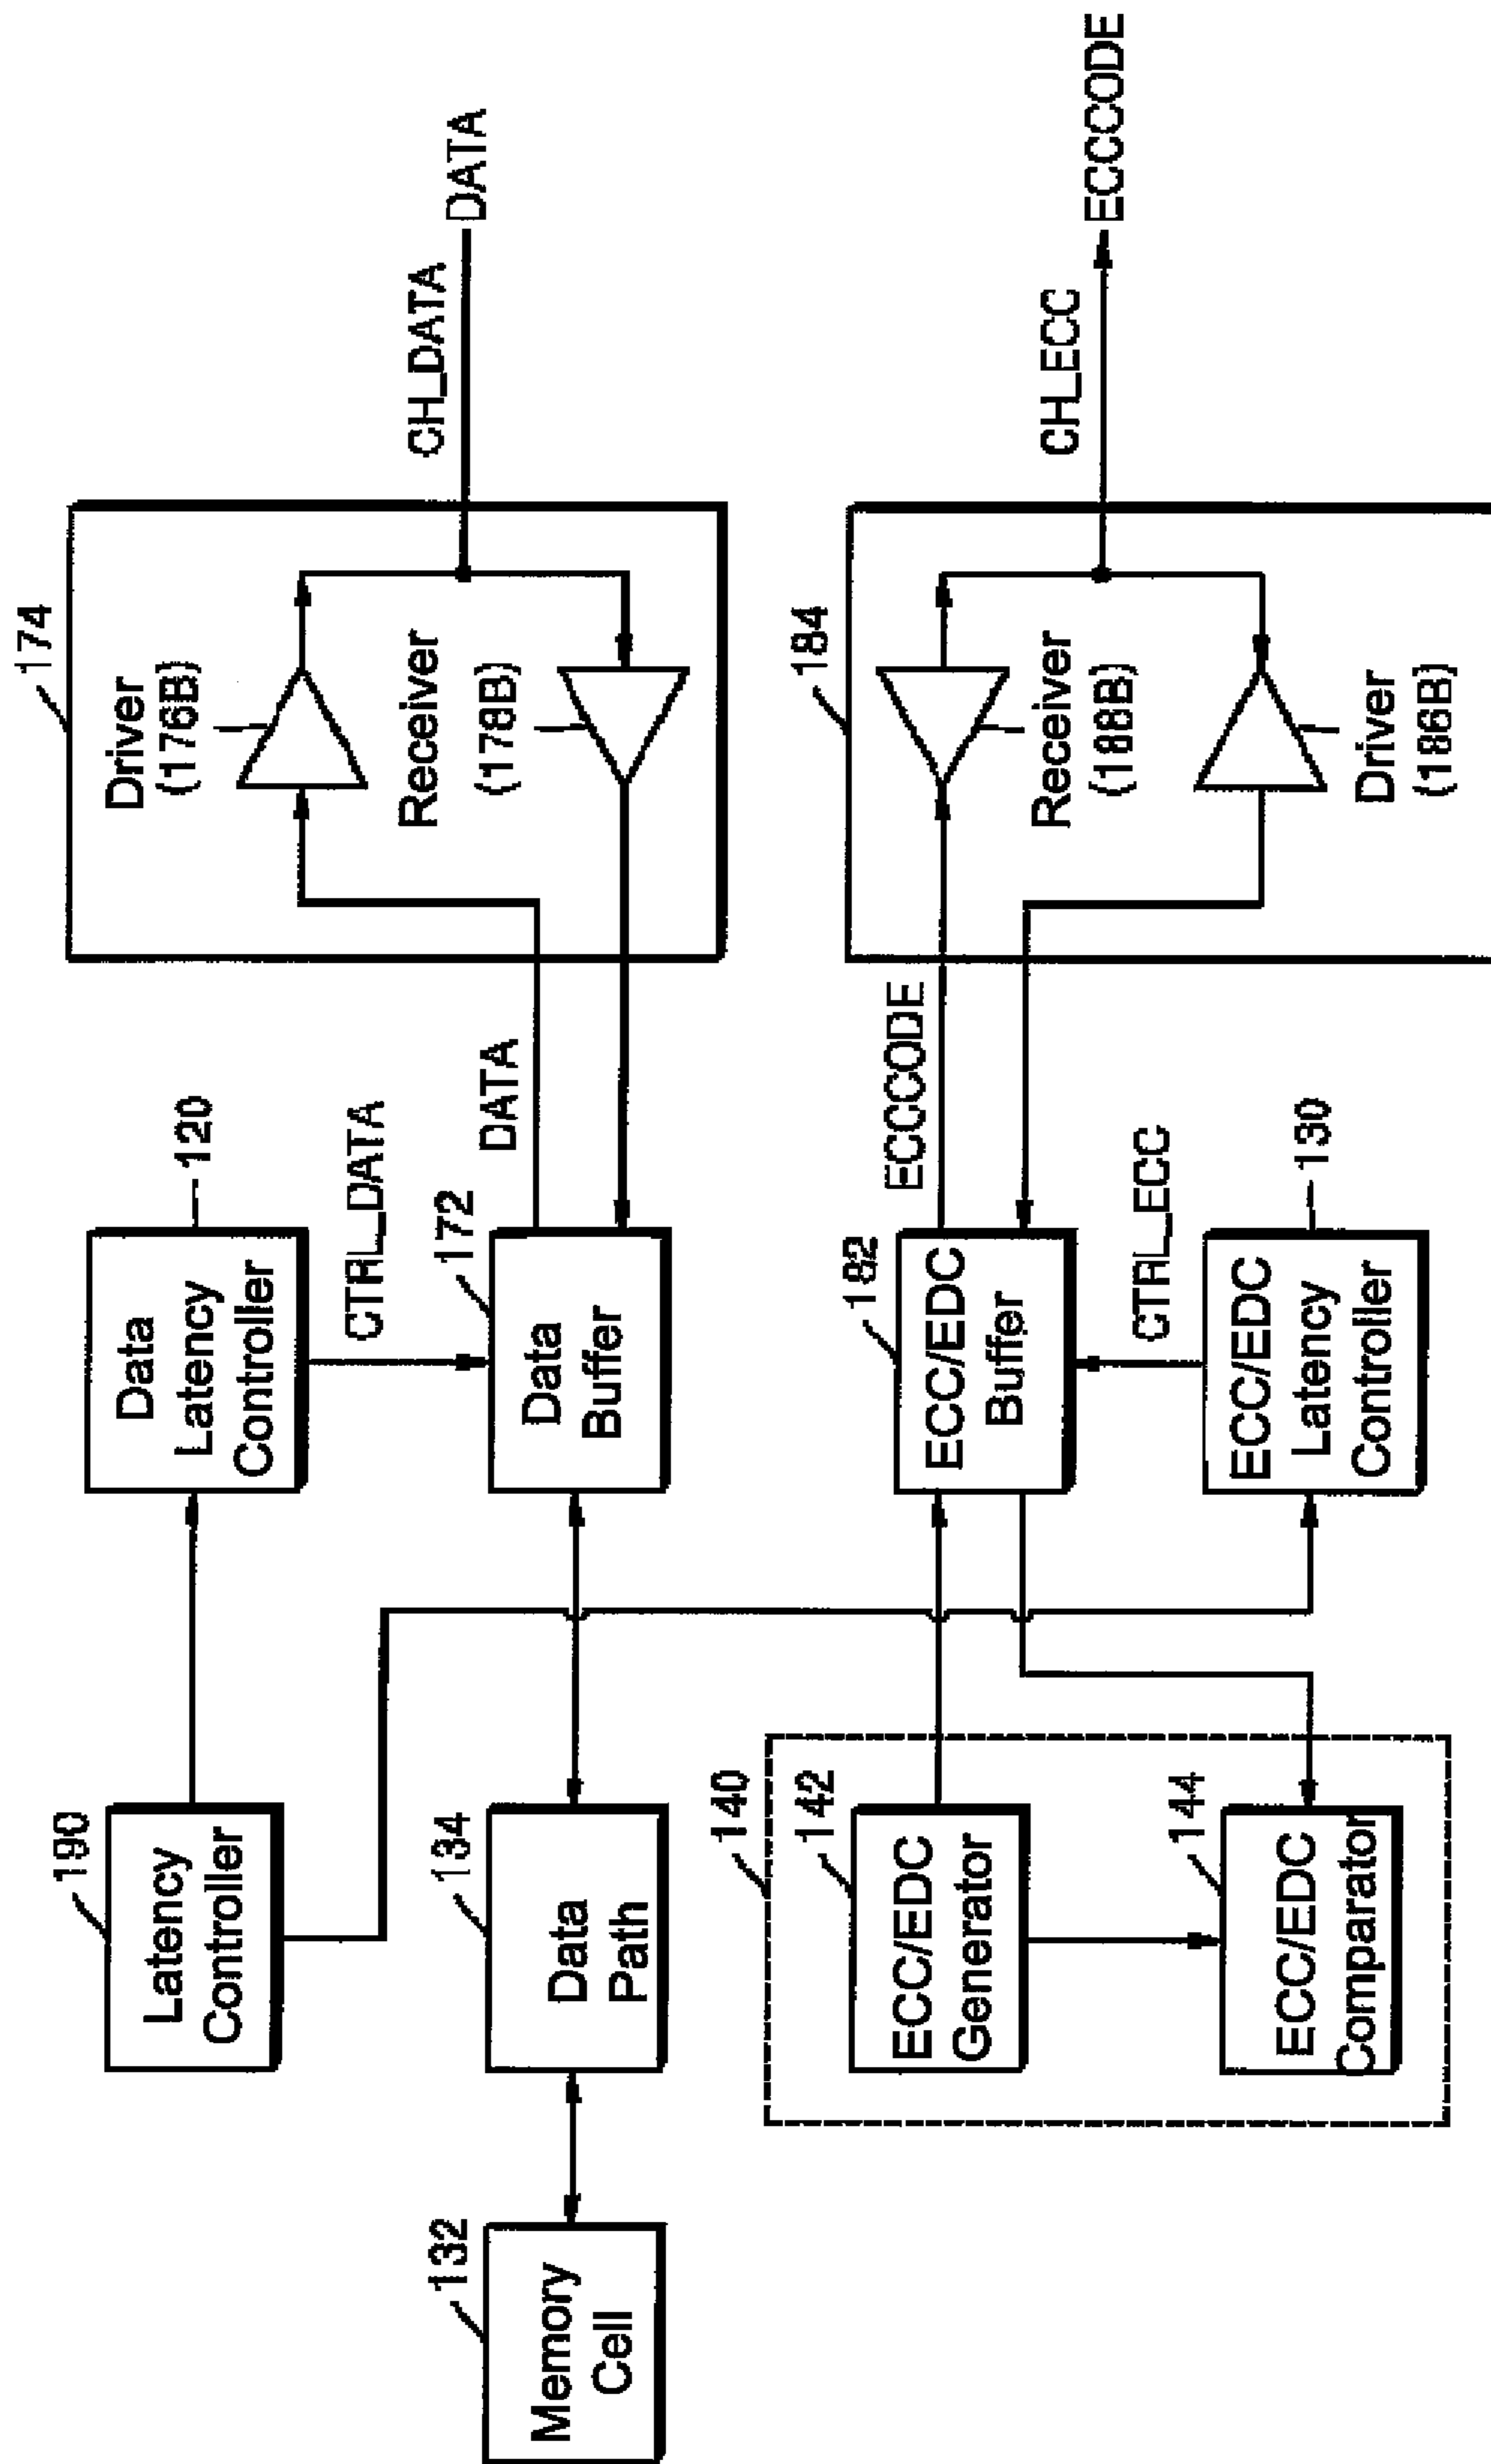 190
Latency
Controller
Data
Latency
Controller
120
CTRL_DATA
132
Memory
Cell
134
Data
Path
172
Data
Buffer
DATA
174
Driver
(176B)
Receiver
(178B)
CH_DATA
DATA
140
142
ECC/EDC
Generator
144
ECC/EDC
Comparator
182
ECC/EDC
Buffer
CTRL_ECC
ECC/EDC
Latency
Controller
130
ECCCODE
184
Receiver
(188B)
Driver
(186B)
CH_ECC
ECCCODE